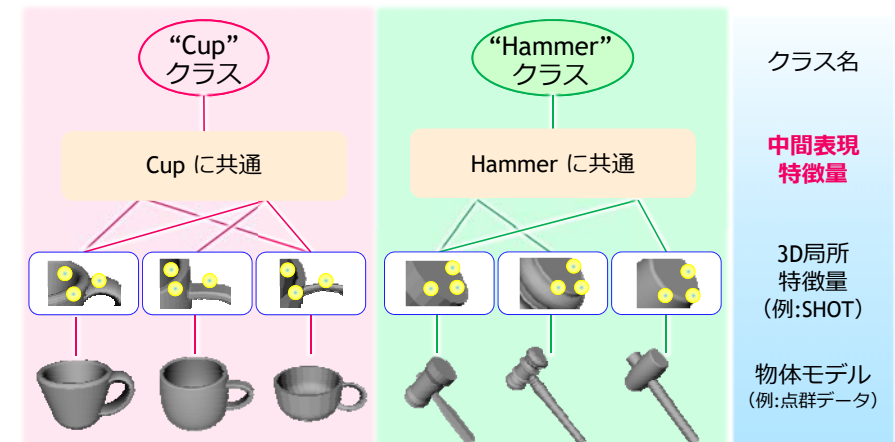 “Cup”
クラス
“Hammer”
クラス
クラス名
Cup に共通
Hammer に共通
中間表現
特徴量
3D局所
特徴量
(例:SHOT)
物体モデル
(例:点群データ)